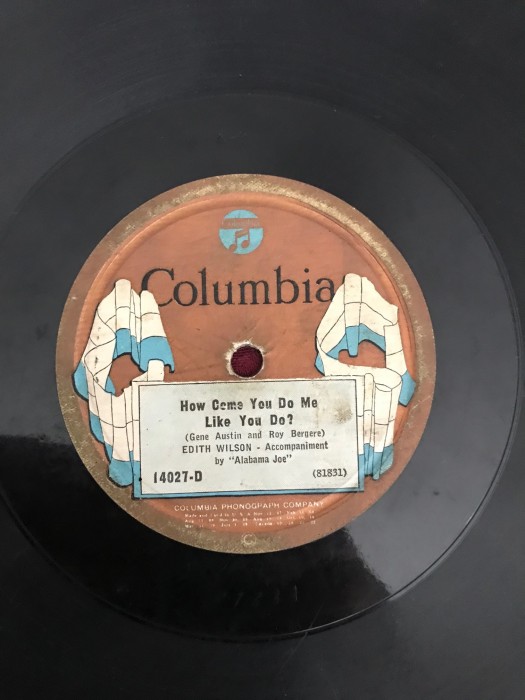 Columbia
How Come You Do Me
Like You Do?
(Gene Austin and Roy Bergere)
EDITH WILSON - Accompaniment
by "Alabama Joe"
14027-D (81831)
COLUMBIA PHONOGRAPH COMPANY